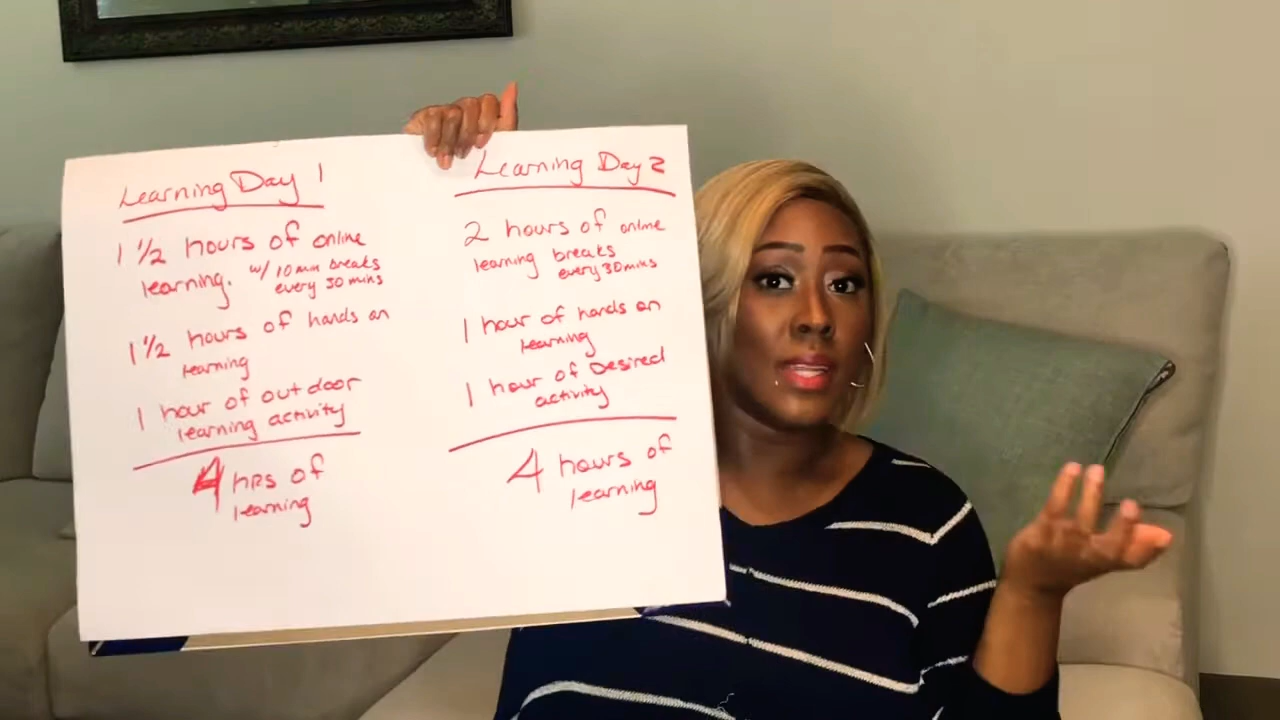 Learning Day 1
1 1/2 hours of online
learning. w/ 10 min breaks
every 30 mins
1 1/2 hours of hands on
learning
1 hour of outdoor
learning activity
4 hrs of
learning
Learning Day 2
2 hours of online
learning breaks
every 30 mins
1 hour of hands on
learning
1 hour of Desired
activity
4 hours of
learning